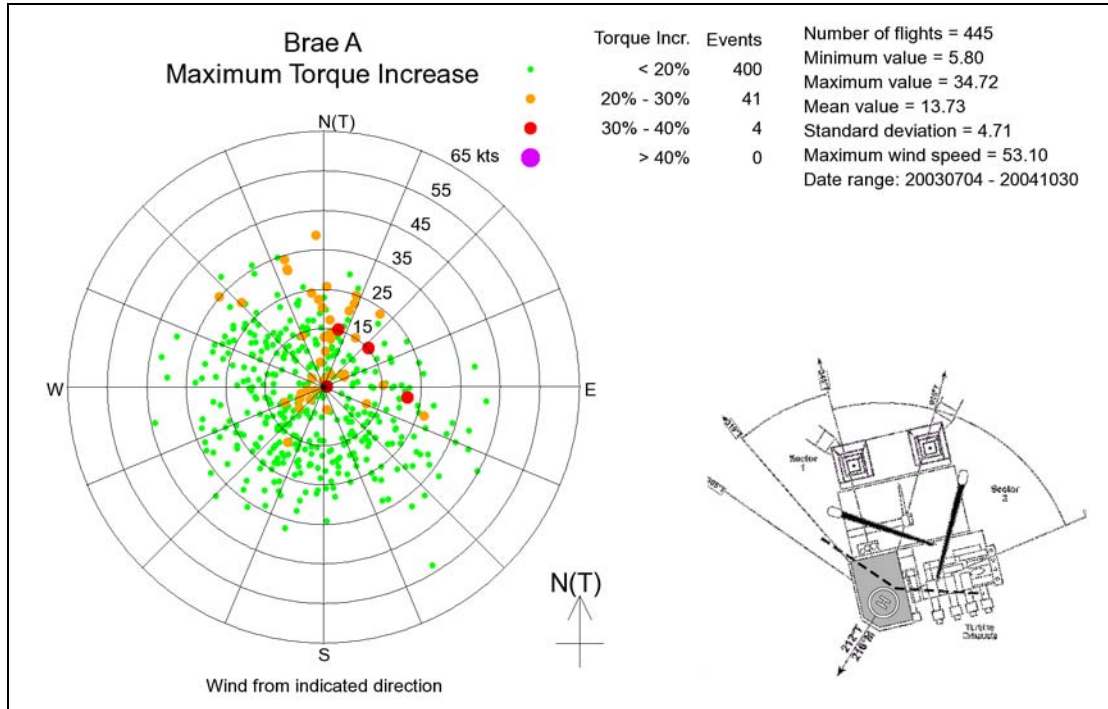 Brae A
Maximum Torque Increase
Torque Incr. Events
< 20% 400
20% - 30% 41
30% - 40% 4
> 40% 0
Number of flights = 445
Minimum value = 5.80
Maximum value = 34.72
Mean value = 13.73
Standard deviation = 4.71
Maximum wind speed = 53.10
Date range: 20030704 - 20041030
N(T)
65 kts
55
45
35
25
15
W
E
S
Wind from indicated direction
N(T)
Sector
1
Sector
2
H
Turbine
Exhausts
212°T